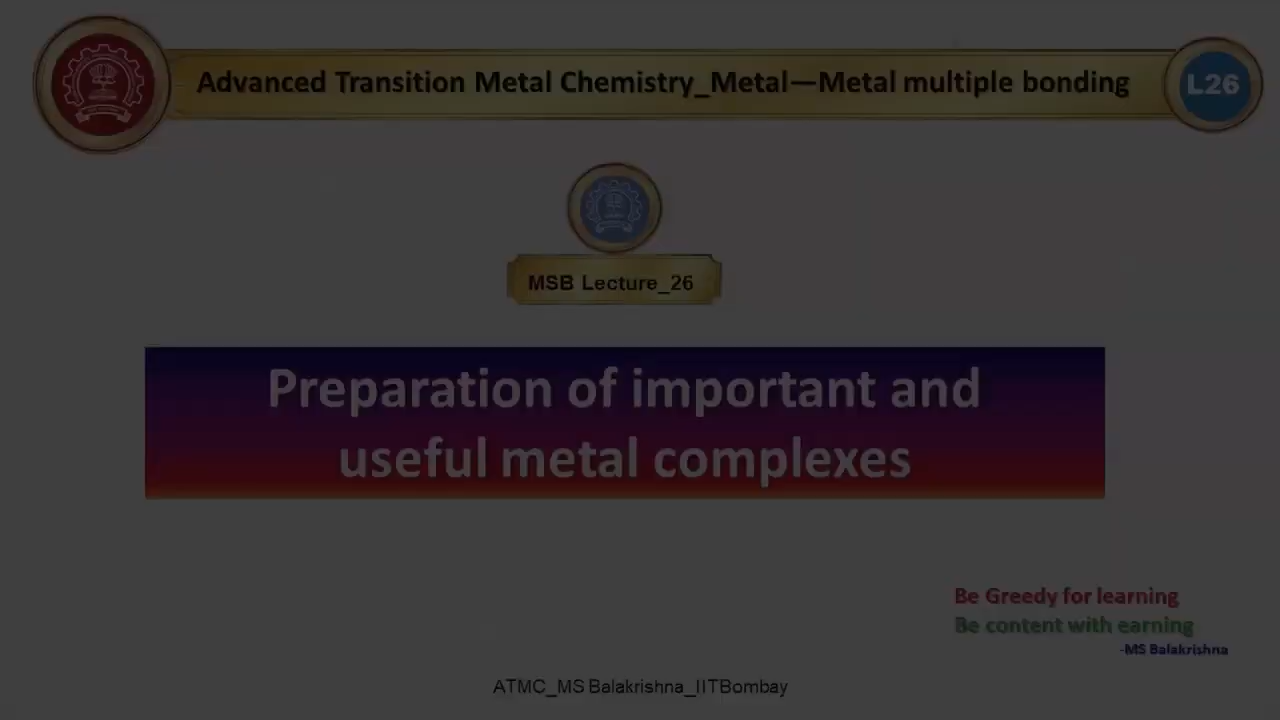 Advanced Transition Metal Chemistry_Metal—Metal multiple bonding
L26
MSB Lecture_26
Preparation of important and
useful metal complexes
Be Greedy for learning
Be content with earning
-MS Balakrishna
ATMC_MS Balakrishna_IITBombay